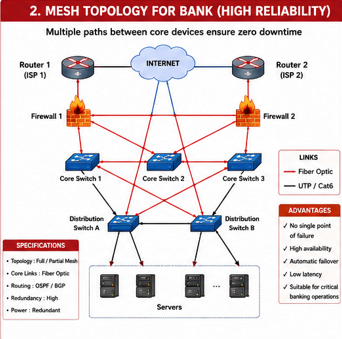 2. MESH TOPOLOGY FOR BANK (HIGH RELIABILITY)
Multiple paths between core devices ensure zero downtime
Router 1
(ISP 1)
INTERNET
Router 2
(ISP 2)
Firewall 1
Firewall 2
Core Switch 1
Core Switch 2
Core Switch 3
LINKS
Fiber Optic
UTP / Cat6
Distribution
Switch A
Distribution
Switch B
SPECIFICATIONS
• Topology : Full / Partial Mesh
• Core Links : Fiber Optic
• Routing : OSPF / BGP
• Redundancy : High
• Power : Redundant
...
Servers
ADVANTAGES
✓ No single point
of failure
✓ High availability
✓ Automatic failover
✓ Low latency
✓ Suitable for critical
banking operations